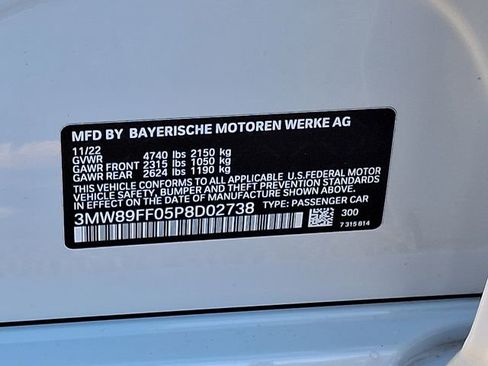 MFD BY BAYERISCHE MOTOREN WERKE AG
11/22
GVWR 4740 lbs 2150 kg
GAWR FRONT 2315 lbs 1050 kg
GAWR REAR 2624 lbs 1190 kg
THIS VEHICLE CONFORMS TO ALL APPLICABLE U.S.FEDERAL MOTOR
VEHICLE SAFETY, BUMPER AND THEFT PREVENTION STANDARDS
IN EFFECT ON THE DATE OF MANUFACTURE SHOWN ABOVE.
3MW89FF05P8D02738 TYPE: PASSENGER CAR
300
7 315 614